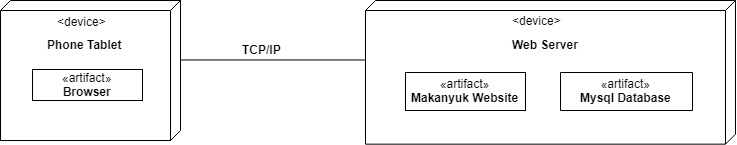 <device>
Phone Tablet
«artifact»
Browser
TCP/IP
<device>
Web Server
«artifact»
Makanyuk Website
«artifact»
Mysql Database